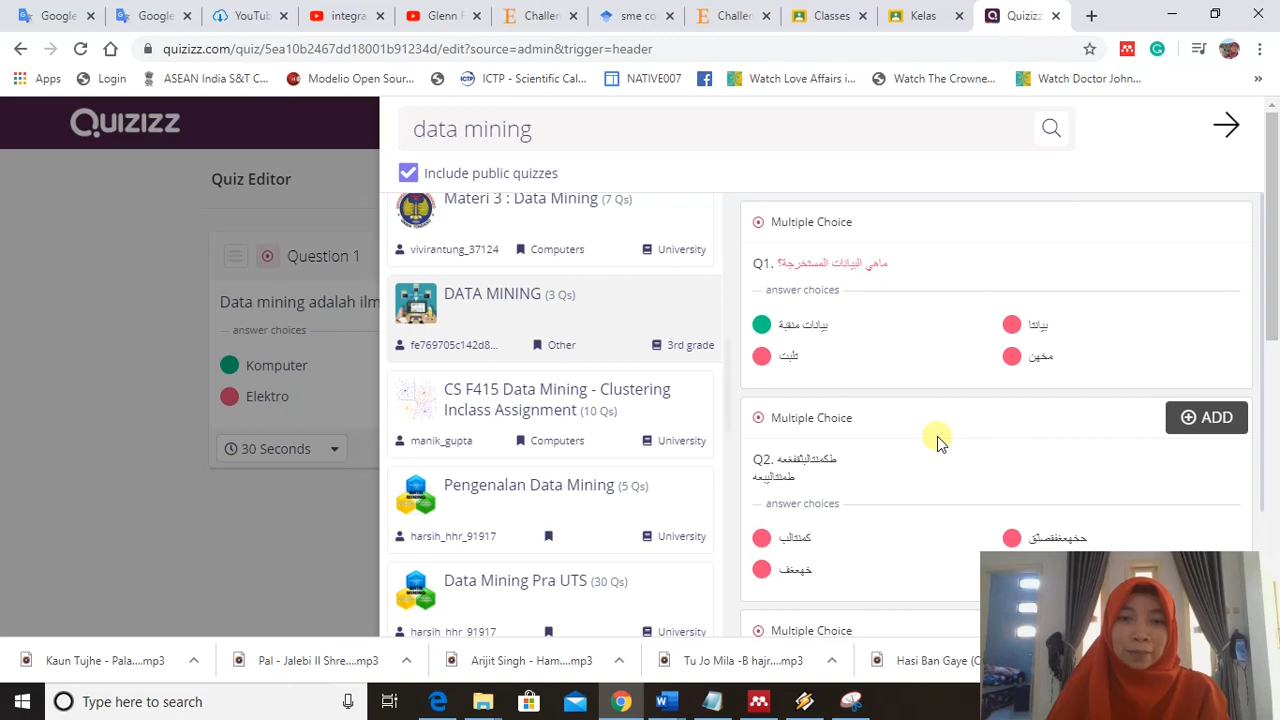 Google
Google
YouTu
integra
Glenn F
Challer
sme co
Challer
Classes
Kelas
Quizizz
quizizz.com/quiz/5ea10b2467dd18001b91234d/edit?source=admin&trigger=header
Apps
Login
ASEAN India S&T C...
Modelio Open Sour...
ICTP - Scientific Cal...
NATIVE007
Watch Love Affairs i...
Watch The Crowne...
Watch Doctor John...
»
Quizizz
data mining
Include public quizzes
Quiz Editor
Question 1
Data mining adalah ilm
answer choices
Komputer
Elektro
30 Seconds
Materi 3 : Data Mining (7 Qs)
vivirantung_37124
Computers
University
DATA MINING (3 Qs)
fe769705c142d8...
Other
3rd grade
CS F415 Data Mining - Clustering
Inclass Assignment (10 Qs)
manik_gupta
Computers
University
Pengenalan Data Mining (5 Qs)
harsih_hhr_91917
University
Data Mining Pra UTS (30 Qs)
harsih_hhr_91917
University
Multiple Choice
Q1. ماهي البيانات المستخرجة؟
answer choices
بيانات منقبة
مخهن
Multiple Choice
ADD
Q2.
answer choices
كمنتالب
خهعغف
Multiple Choice
Kaun Tujhe - Pala....mp3
Pal - Jalebi II Shre....mp3
Arijit Singh - Ham....mp3
Tu Jo Mila -B hajr....mp3
Hasi Ban Gaye (C
Type here to search